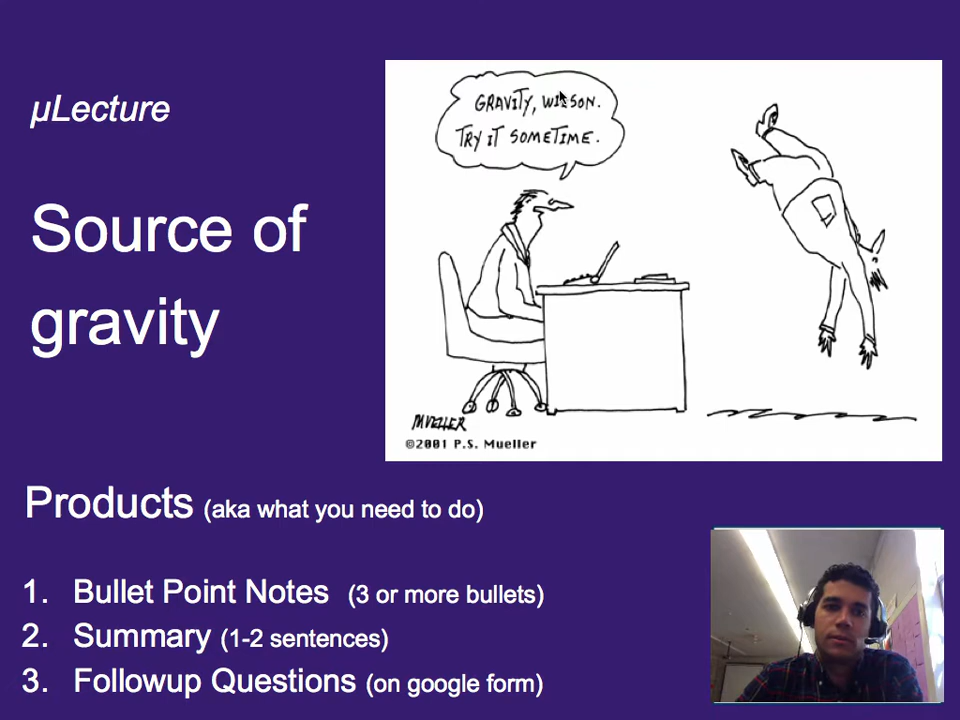 µLecture
Source of
gravity
GRAVITY, WILSON.
TRY IT SOMETIME.
MUELLER
©2001 P.S. Mueller
Products (aka what you need to do)
1. Bullet Point Notes (3 or more bullets)
2. Summary (1-2 sentences)
3. Followup Questions (on google form)